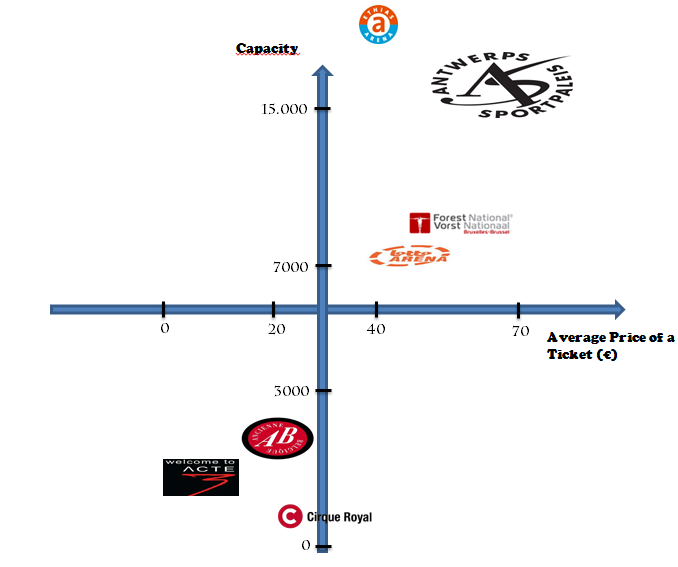 ETHIAS
a
ARENA
Capacity
ANTWERPS
AS
SPORTPALEIS
15.000
Forest National
Vorst Nationaal
Bruxelles-Brussel
lotto
ARENA
7000
0
20
40
70
Average Price of a
Ticket (€)
3000
ANCIENNE
AB
BELGIQUE
welcome to
ACTE
3
C Cirque Royal
0